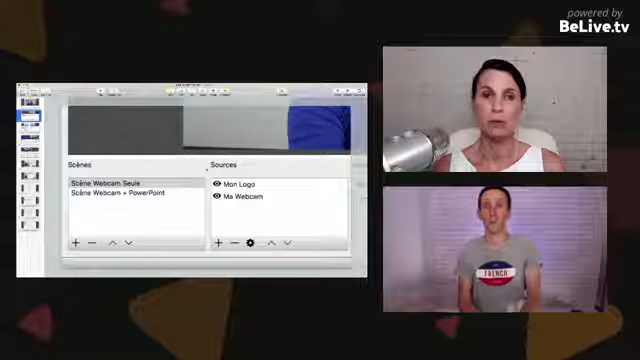 powered by
BeLive.tv
Scènes
Sources
Scène Webcam Seule
Scène Webcam + PowerPoint
Mon Logo
Ma Webcam
FRENCH